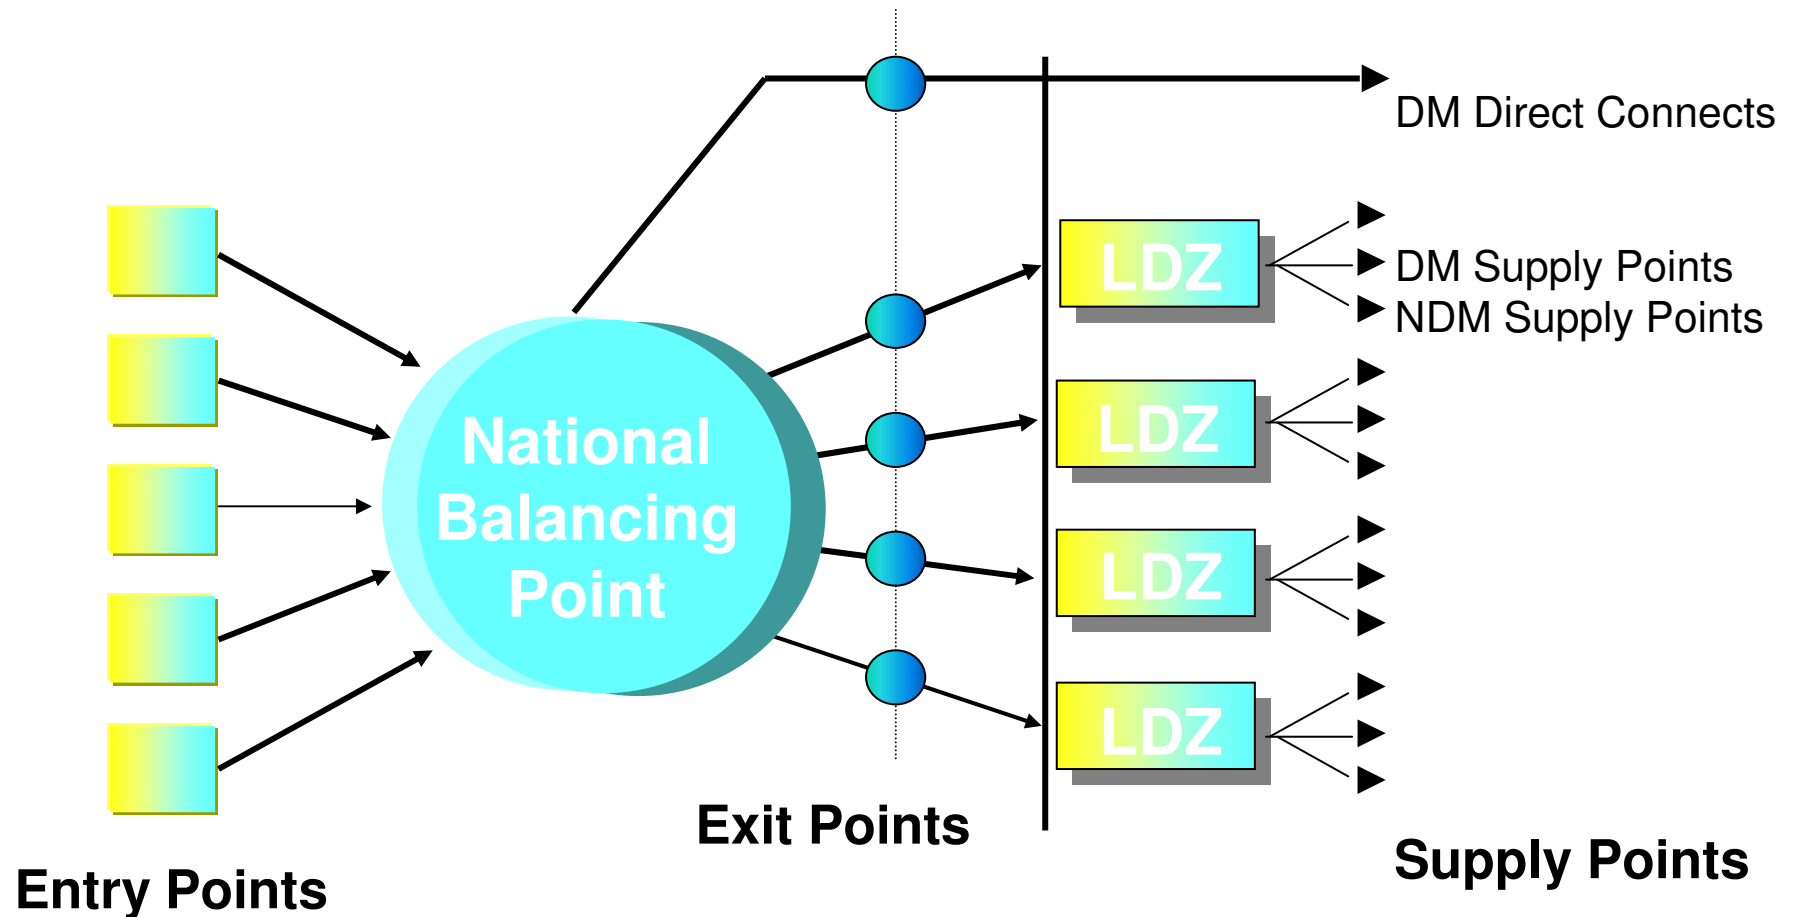 DM Direct Connects
LDZ
DM Supply Points
NDM Supply Points
LDZ
National
Balancing
Point
LDZ
LDZ
Exit Points
Supply Points
Entry Points